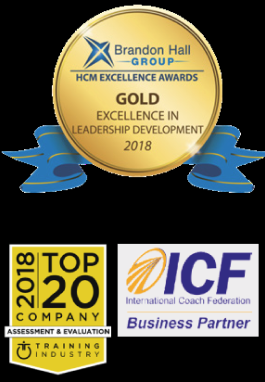 Brandon Hall
GROUP
HCM EXCELLENCE AWARDS
GOLD
EXCELLENCE IN
LEADERSHIP DEVELOPMENT
2018
2018
TOP
20
COMPANY
ASSESSMENT & EVALUATION
TRAINING
INDUSTRY
ICF
International Coach Federation
Business Partner